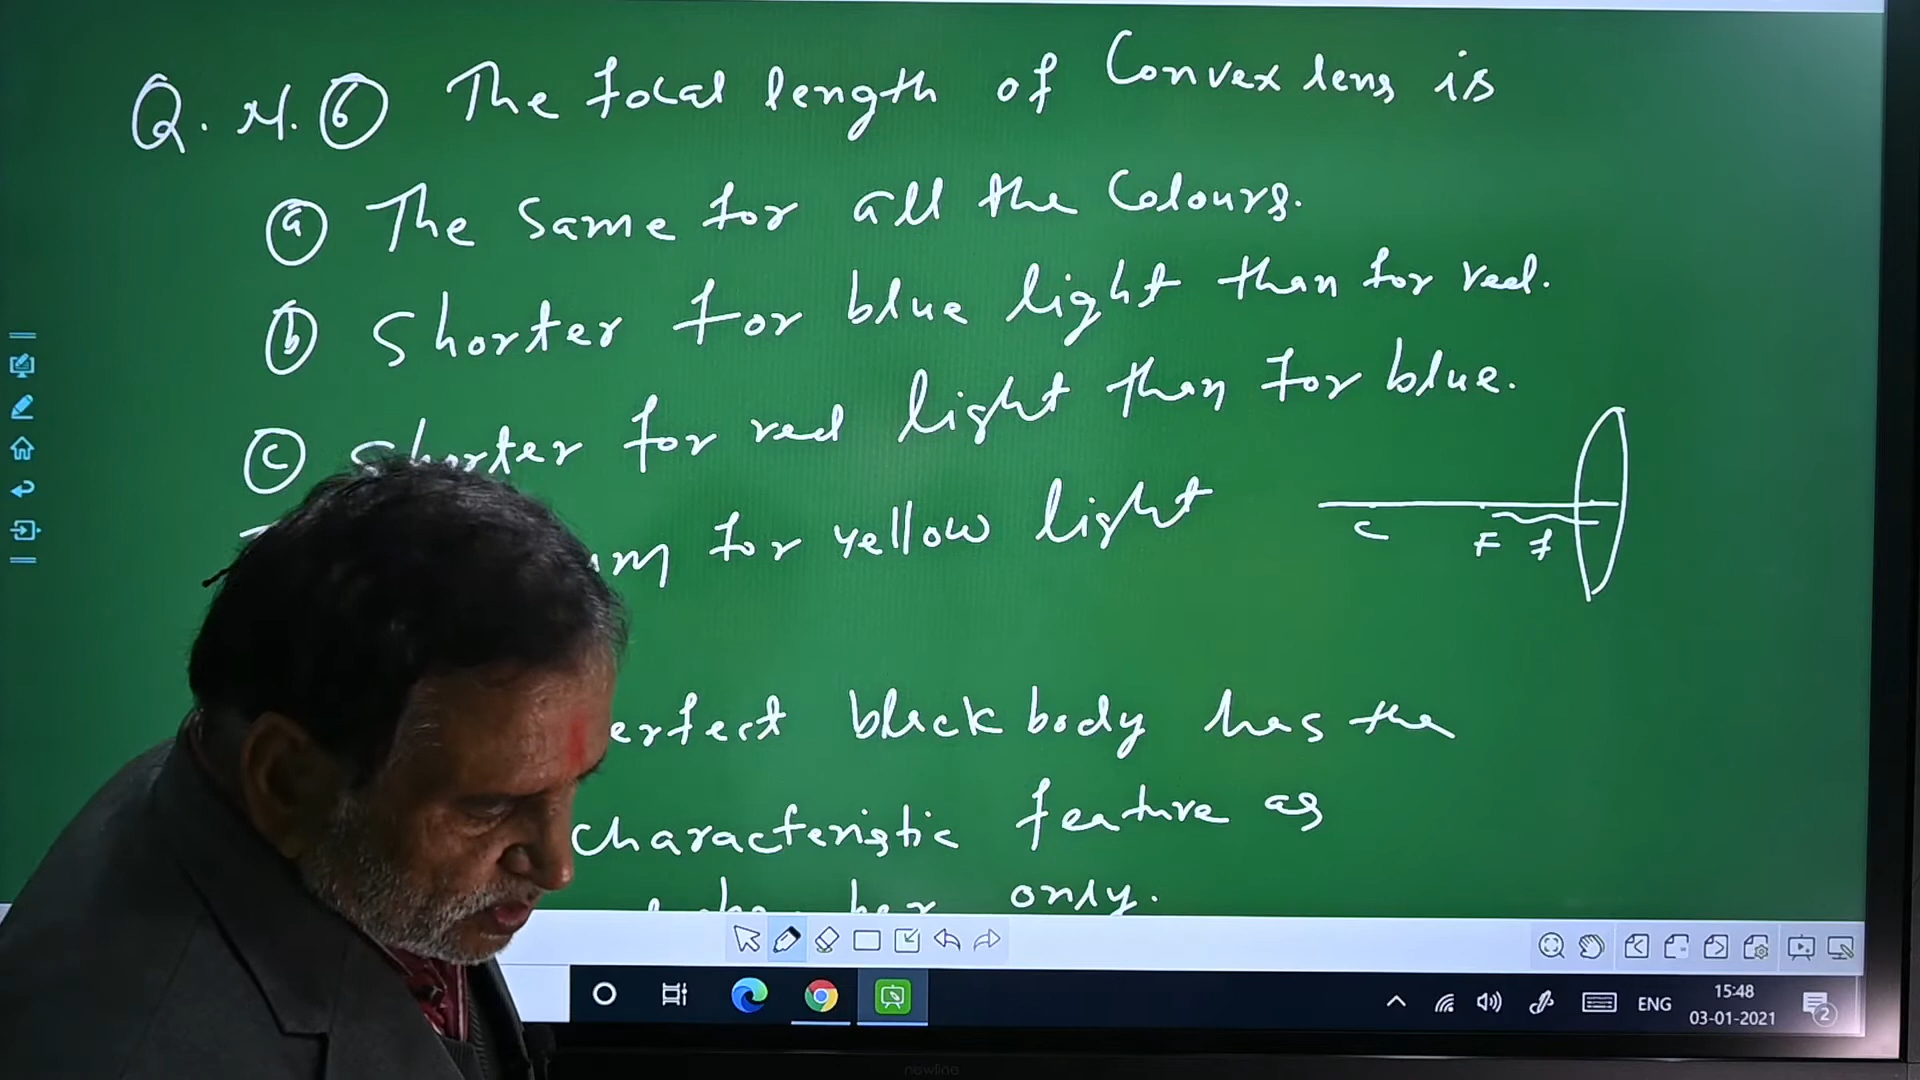 Q. N. 6 The focal length of Convex lens is
a The same for all the Colours.
b Shorter for blue light than for red.
c Shorter for red light than for blue.
for yellow light
C F f
black body has the
characteristic feature as
only.
ENG
15:48
03-01-2021
2
newline